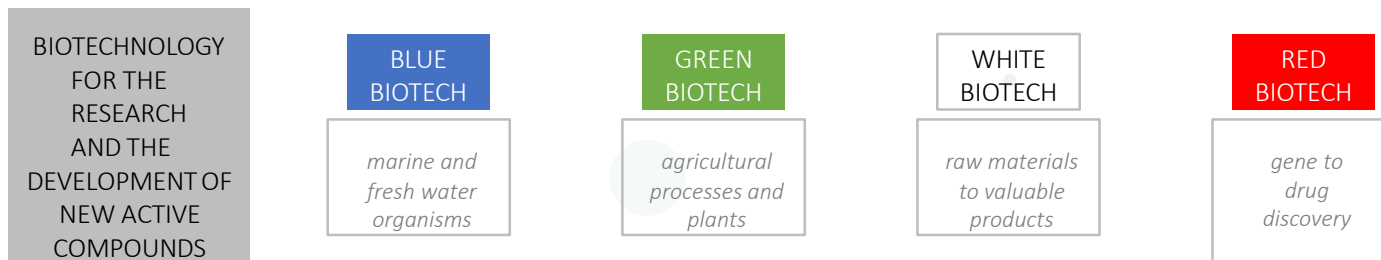 BIOTECHNOLOGY
FOR THE
RESEARCH
AND THE
DEVELOPMENT OF
NEW ACTIVE
COMPOUNDS
BLUE
BIOTECH
marine and
fresh water
organisms
GREEN
BIOTECH
agricultural
processes and
plants
WHITE
BIOTECH
raw materials
to valuable
products
RED
BIOTECH
gene to
drug
discovery